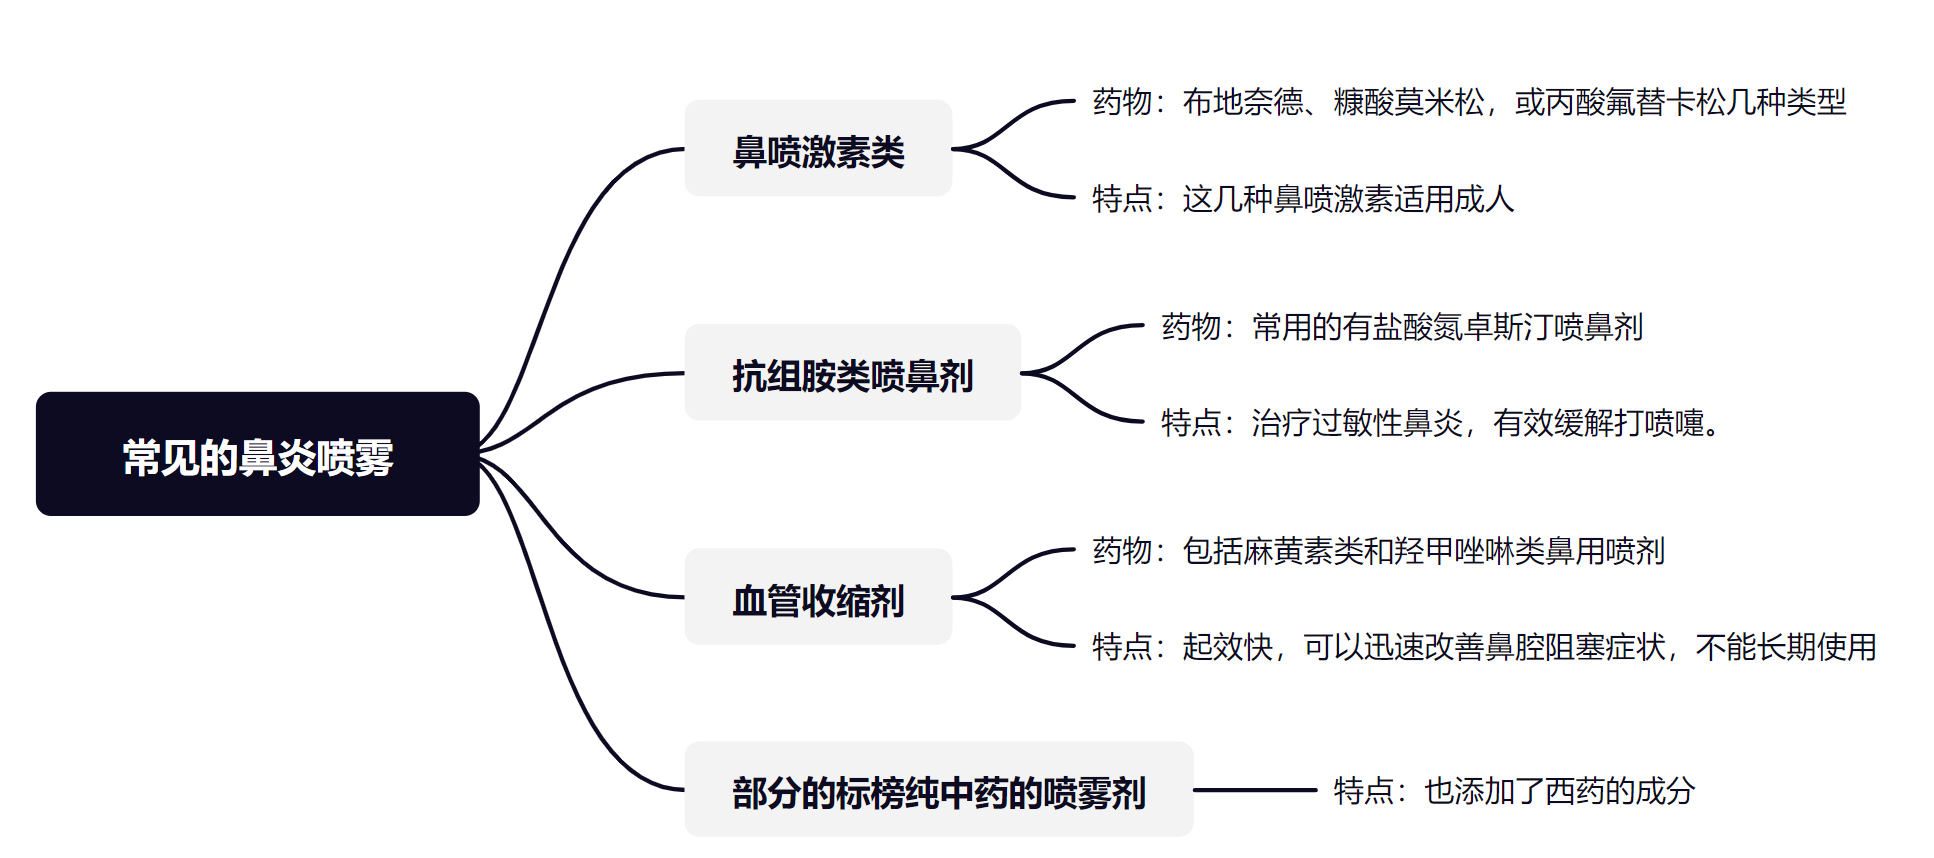 常见的鼻炎喷雾
鼻喷激素类
药物：布地奈德、糠酸莫米松，或丙酸氟替卡松几种类型
特点：这几种鼻喷激素适用成人
抗组胺类喷鼻剂
药物：常用的有盐酸氮卓斯汀喷鼻剂
特点：治疗过敏性鼻炎，有效缓解打喷嚏。
血管收缩剂
药物：包括麻黄素类和羟甲唑啉类鼻用喷剂
特点：起效快，可以迅速改善鼻腔阻塞症状，不能长期使用
部分的标榜纯中药的喷雾剂
特点：也添加了西药的成分